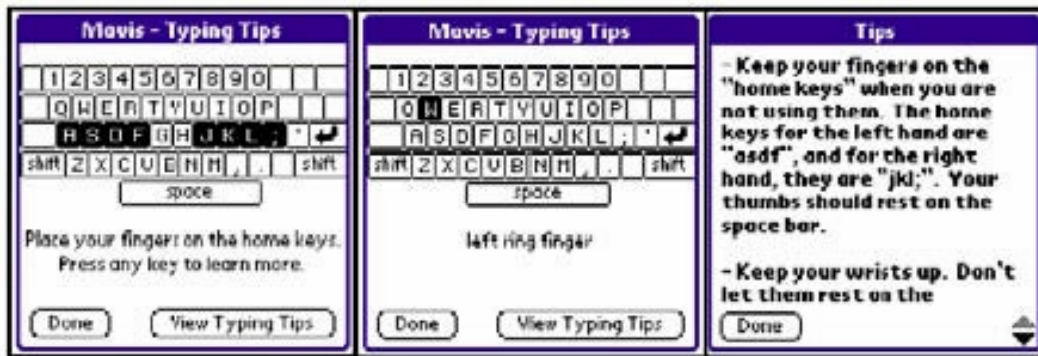 Mavis - Typing Tips
1 2 3 4 5 6 7 8 9 0
Q W E R T Y U I O P
A S D F G H J K L ; '
shift Z X C V B N M , . shift
space
Place your fingers on the home keys.
Press any key to learn more.
Done View Typing Tips
Mavis - Typing Tips
1 2 3 4 5 6 7 8 9 0
Q W E R T Y U I O P
A S D F G H J K L ; '
shift Z X C V B N M , . shift
space
left ring finger
Done View Typing Tips
Tips
- Keep your fingers on the
"home keys" when you are
not using them. The home
keys for the left hand are
"asdf", and for the right
hand, they are "jkl;". Your
thumbs should rest on the
space bar.
- Keep your wrists up. Don't
let them rest on the
Done